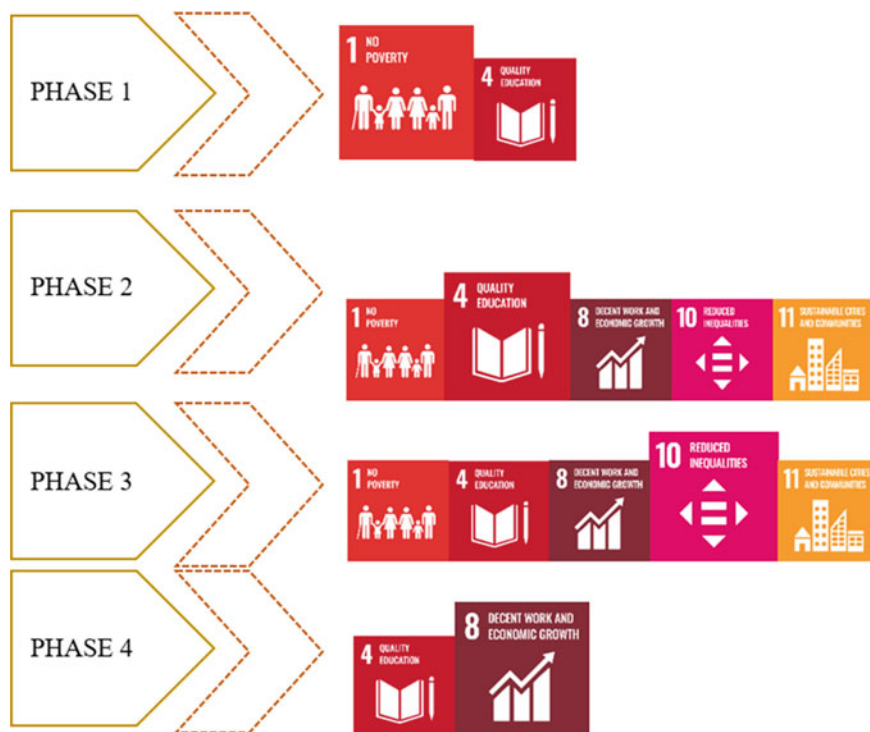 PHASE 1
1 NO
POVERTY
4 QUALITY
EDUCATION
PHASE 2
1 NO
POVERTY
4 QUALITY
EDUCATION
8 DECENT WORK AND
ECONOMIC GROWTH
10 REDUCED
INEQUALITIES
11 SUSTAINABLE CITIES
AND COMMUNITIES
PHASE 3
1 NO
POVERTY
4 QUALITY
EDUCATION
8 DECENT WORK AND
ECONOMIC GROWTH
10 REDUCED
INEQUALITIES
11 SUSTAINABLE CITIES
AND COMMUNITIES
PHASE 4
4 QUALITY
EDUCATION
8 DECENT WORK AND
ECONOMIC GROWTH